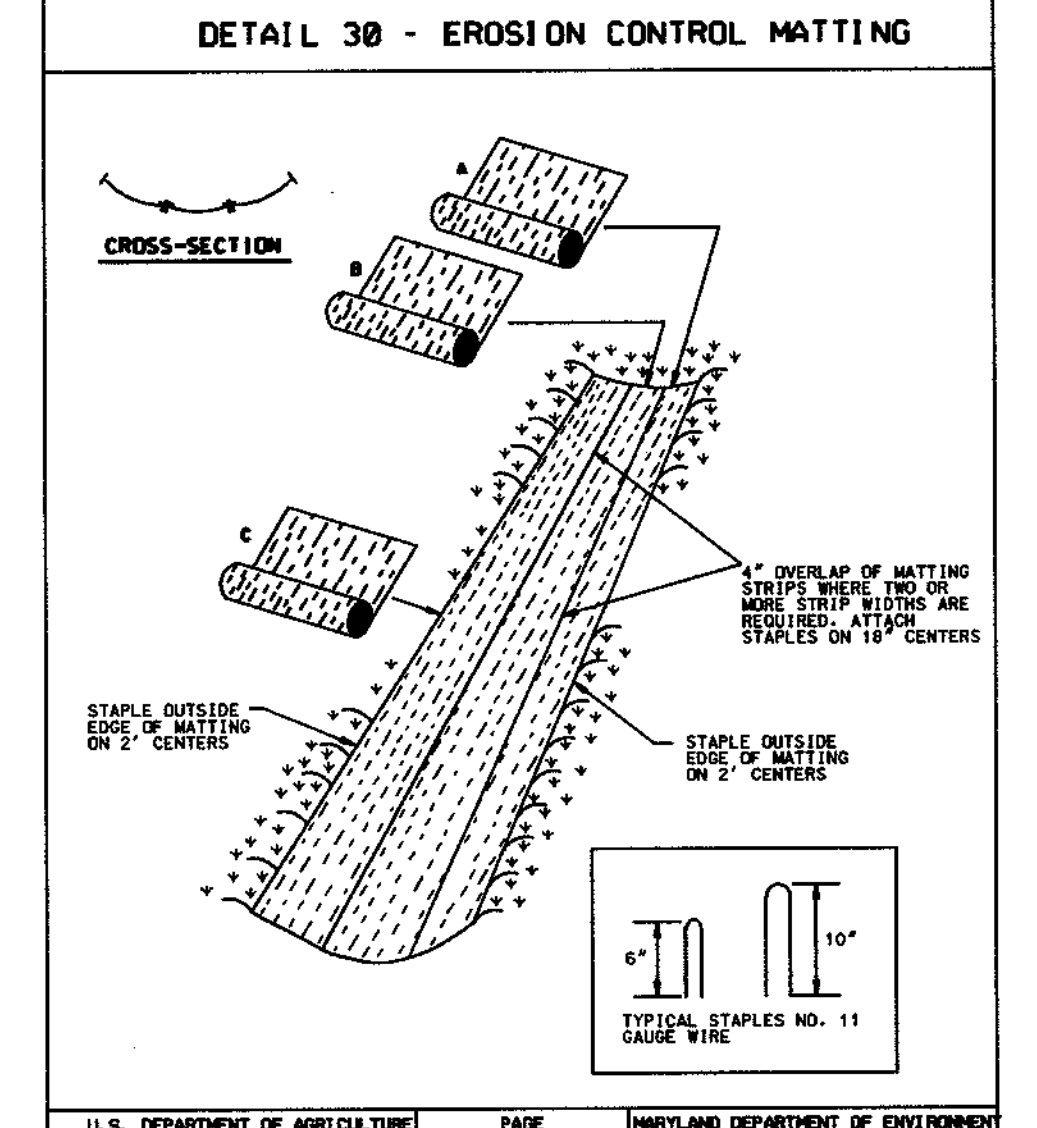 DETAIL 30 - EROSION CONTROL MATTING
A
CROSS-SECTION
B
C
4" OVERLAP OF MATTING
STRIPS WHERE TWO OR
MORE STRIP WIDTHS ARE
REQUIRED. ATTACH
STAPLES ON 18" CENTERS
STAPLE OUTSIDE
EDGE OF MATTING
ON 2' CENTERS
STAPLE OUTSIDE
EDGE OF MATTING
ON 2' CENTERS
6"
10"
TYPICAL STAPLES NO. 11
GAUGE WIRE
U.S. DEPARTMENT OF AGRICULTURE
PAGE
MARYLAND DEPARTMENT OF ENVIRONMENT